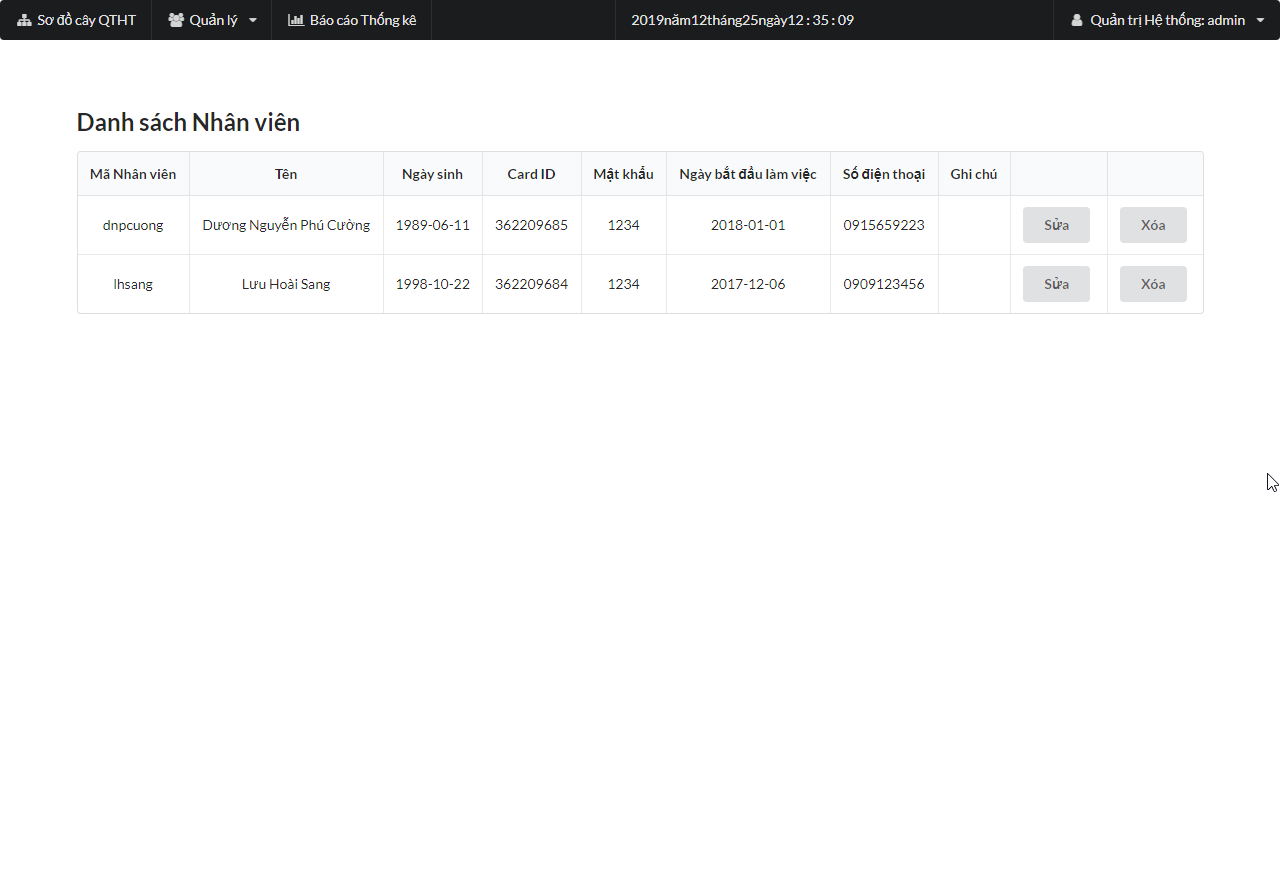 Sơ đồ cây QTHT Quản lý Báo cáo Thống kê 2019năm12tháng25ngày12 : 35 : 09 Quản trị Hệ thống: admin
Danh sách Nhân viên
Mã Nhân viên Tên Ngày sinh Card ID Mật khẩu Ngày bắt đầu làm việc Số điện thoại Ghi chú
dnpcuong Dương Nguyễn Phú Cường 1989-06-11 362209685 1234 2018-01-01 0915659223 Sửa Xóa
lhsang Lưu Hoài Sang 1998-10-22 362209684 1234 2017-12-06 0909123456 Sửa Xóa